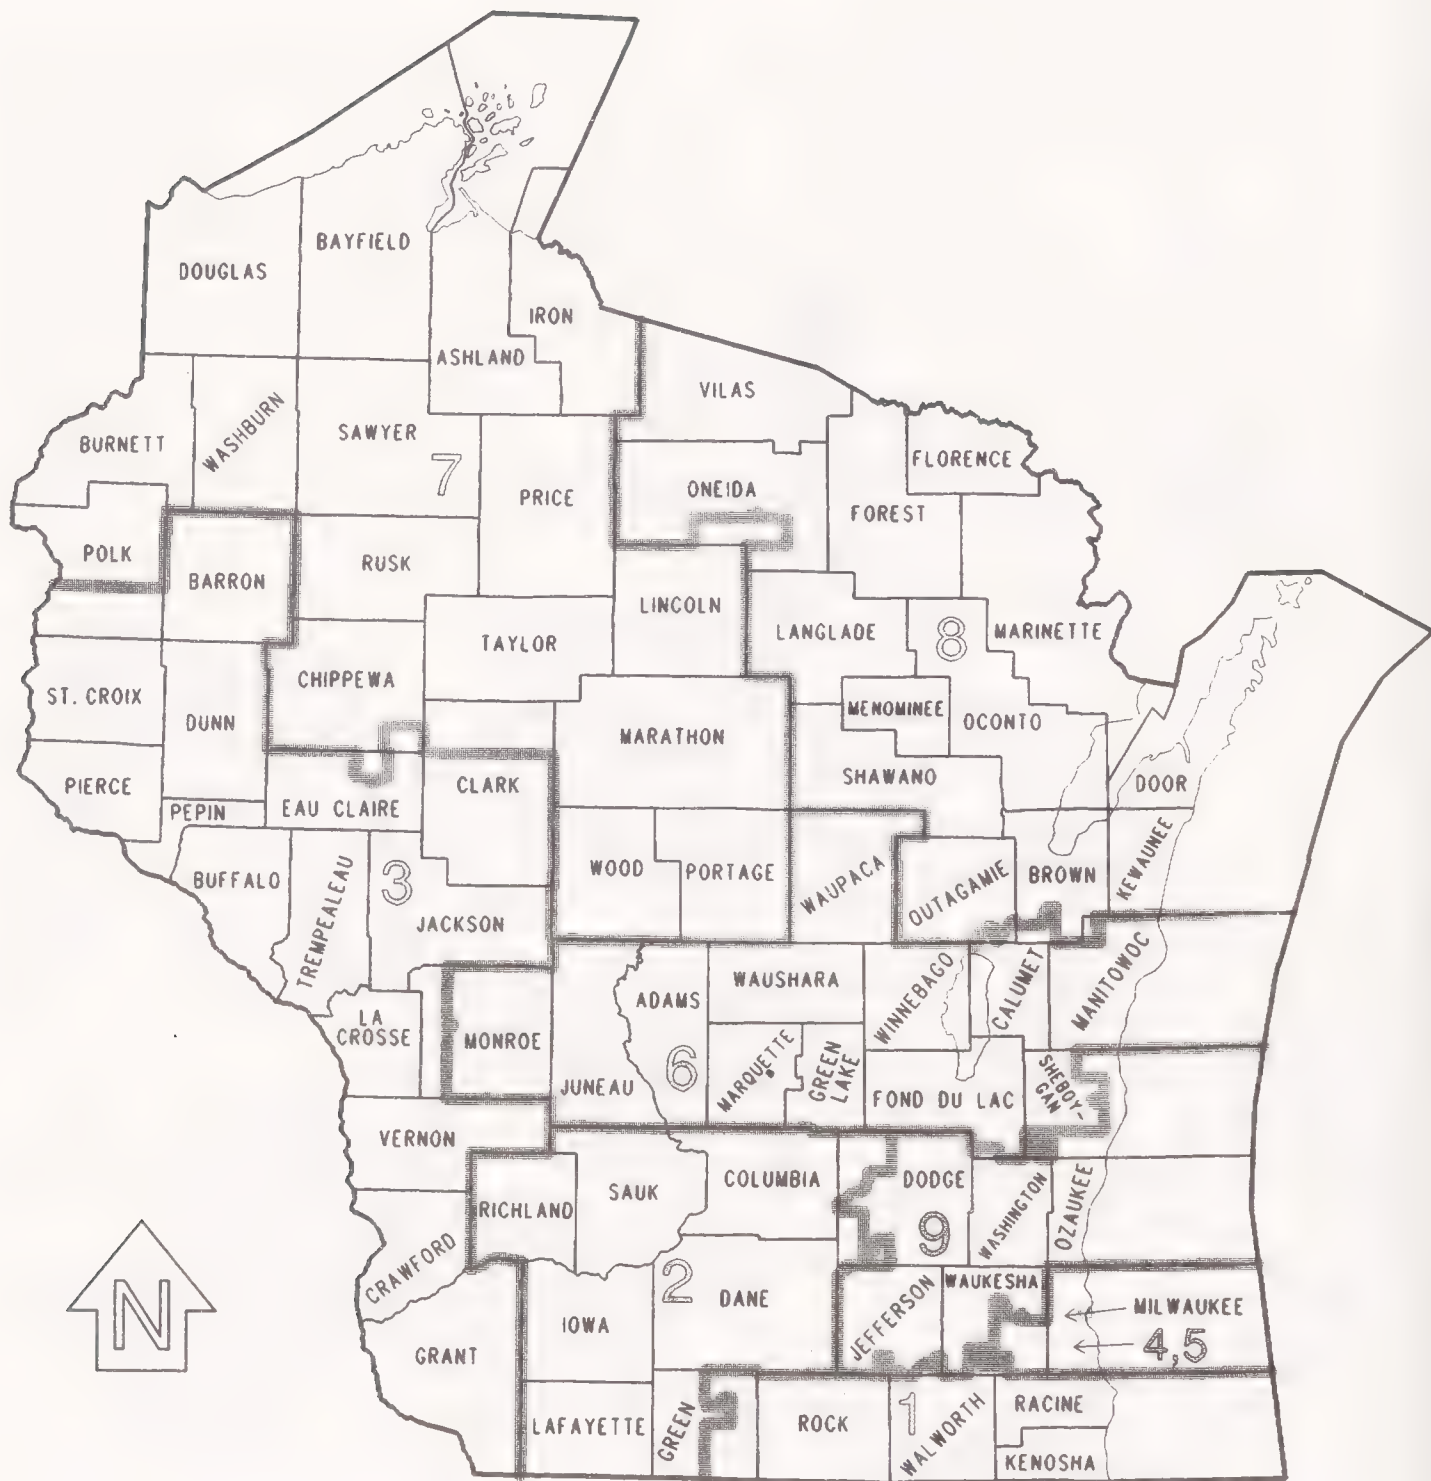 BAYFIELD
DOUGLAS
IRON
ASHLAND
VILAS
WASHBURN
SAWYER
BURNETT
7
FLORENCE
PRICE
ONEIDA
FOREST
POLK
RUSK
BARRON
LINCOLN
LANGLADE
8
MARINETTE
TAYLOR
CHIPPEWA
ST. CROIX
MENOMINEE
OCONTO
DUNN
MARATHON
SHAWANO
PIERCE
CLARK
DOOR
PEPIN
EAU CLAIRE
WOOD
PORTAGE
WAUPACA
OUTAGAMIE
BROWN
KEWAUNEE
BUFFALO
TREMPEALEAU
3
JACKSON
WAUSHARA
WINNEBAGO
CALUMET
MANITOWOC
ADAMS
LA
CROSSE
MONROE
JUNEAU
6
MARQUETTE
GREEN
LAKE
FOND DU LAC
SHEBOY-
GAN
VERNON
COLUMBIA
DODGE
SAUK
RICHLAND
9
WASHINGTON
OZAUKEE
CRAWFORD
N
2
DANE
WAUKESHA
JEFFERSON
MILWAUKEE
4,5
IOWA
GRANT
LAFAYETTE
GREEN
ROCK
1
WALWORTH
RACINE
KENOSHA